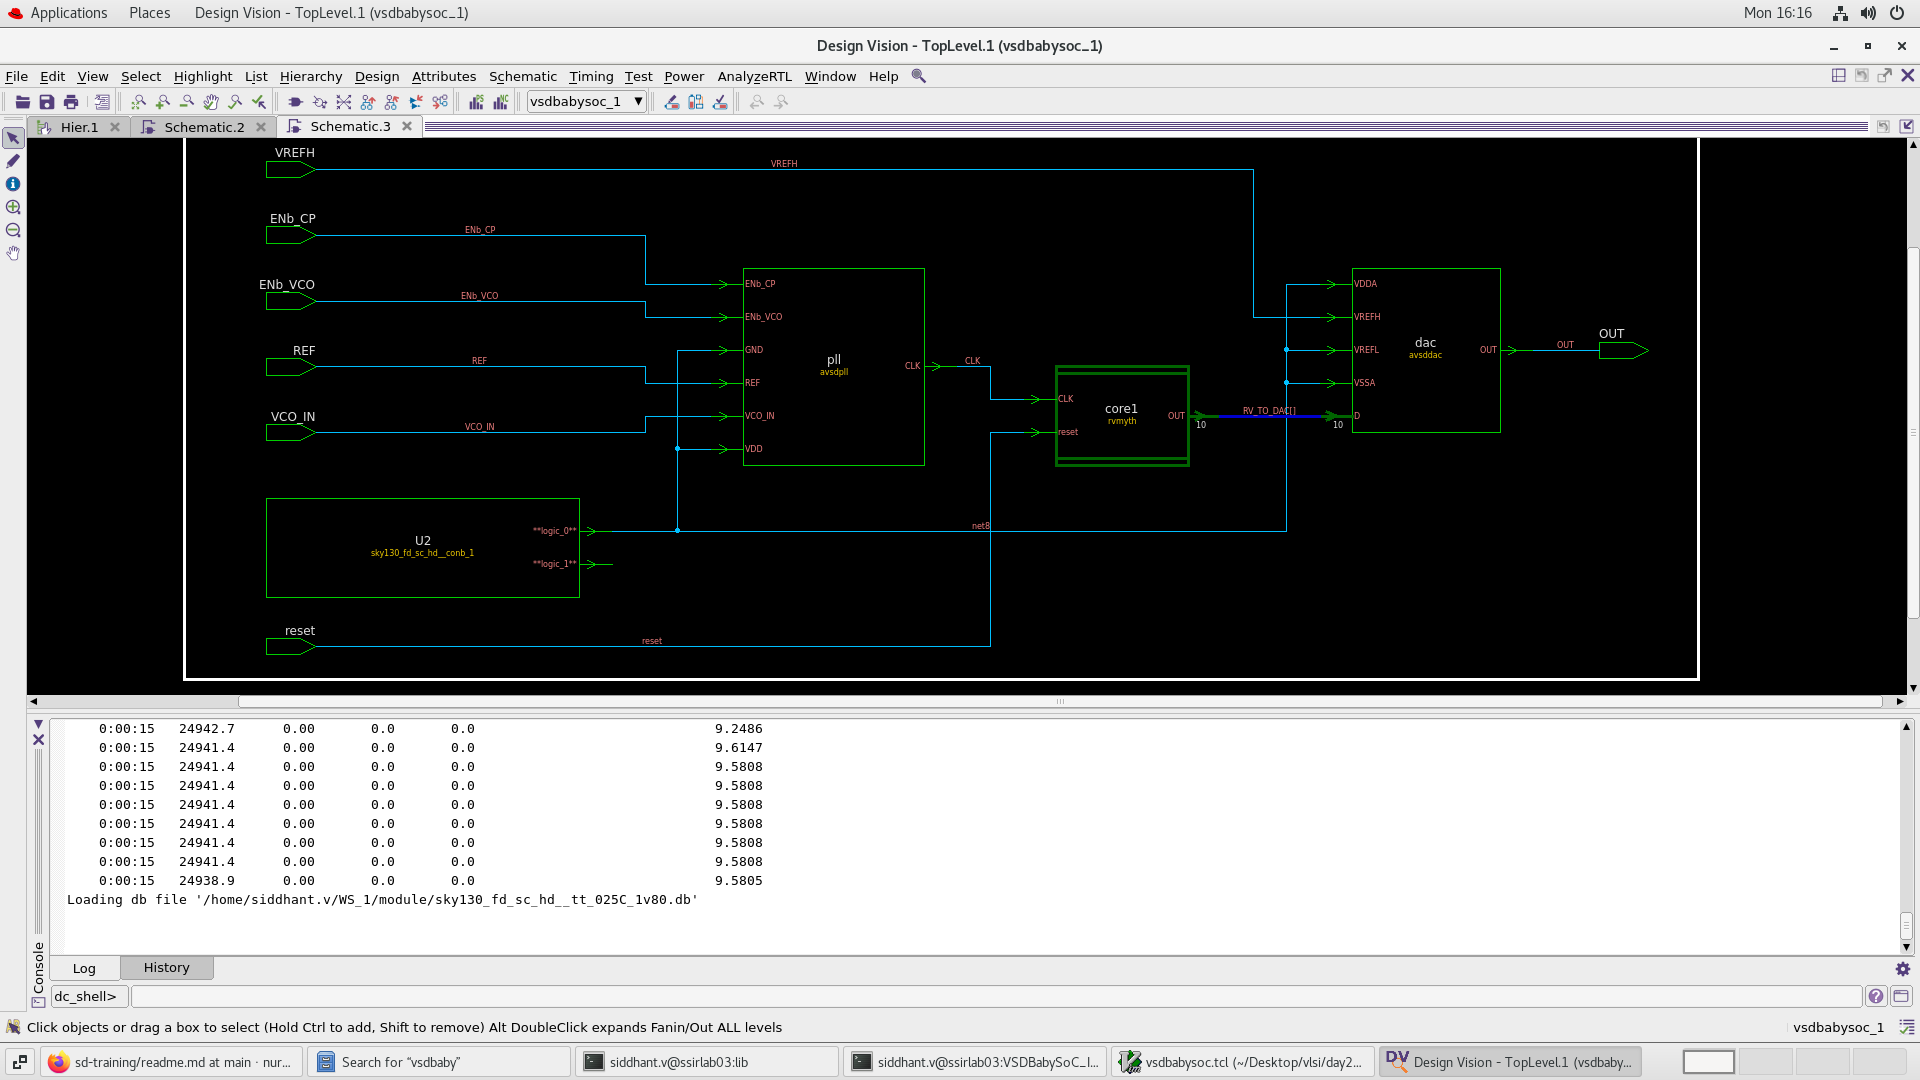 Applications Places Design Vision - TopLevel.1 (vsdbabysoc_1) Mon 16:16
Design Vision - TopLevel.1 (vsdbabysoc_1)
File Edit View Select Highlight List Hierarchy Design Attributes Schematic Timing Test Power AnalyzeRTL Window Help
vsdbabysoc_1
Hier.1 Schematic.2 Schematic.3
VREFH
VREFH
ENb_CP
ENb_CP
ENb_VCO
ENb_VCO
REF
REF
VCO_IN
VCO_IN
ENb_CP
ENb_VCO
GND
REF
VCO_IN
VDD
pll
avsdpll
CLK
CLK
CLK
reset
core1
rvmyth
OUT
10
RV_TO_DAC[]
10
VDDA
VREFH
VREFL
VSSA
D
dac
avsddac
OUT
OUT
OUT
U2
sky130_fd_sc_hd__conb_1
**logic_0**
**logic_1**
net8
reset
reset
0:00:15 24942.7 0.00 0.0 0.0 9.2486
0:00:15 24941.4 0.00 0.0 0.0 9.6147
0:00:15 24941.4 0.00 0.0 0.0 9.5808
0:00:15 24941.4 0.00 0.0 0.0 9.5808
0:00:15 24941.4 0.00 0.0 0.0 9.5808
0:00:15 24941.4 0.00 0.0 0.0 9.5808
0:00:15 24941.4 0.00 0.0 0.0 9.5808
0:00:15 24941.4 0.00 0.0 0.0 9.5808
0:00:15 24938.9 0.00 0.0 0.0 9.5805
Loading db file '/home/siddhant.v/WS_1/module/sky130_fd_sc_hd__tt_025C_1v80.db'
Console
Log History
dc_shell>
Click objects or drag a box to select (Hold Ctrl to add, Shift to remove) Alt DoubleClick expands Fanin/Out ALL levels vsdbabysoc_1
sd-training/readme.md at main · nur... Search for “vsdbaby” siddhant.v@ssirlab03:lib siddhant.v@ssirlab03:VSDBabySoC_I... vsdbabysoc.tcl (~/Desktop/vlsi/day2... DV Design Vision - TopLevel.1 (vsdbaby...